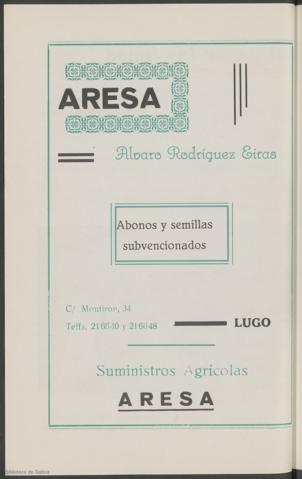 ARESA
Alvaro Rodríguez Eiras
Abonos y semillas
subvencionados
C/ Montirón, 34
Telfs. 216640 y 216648
LUGO
Suministros Agrícolas
ARESA
Biblioteca de Galicia